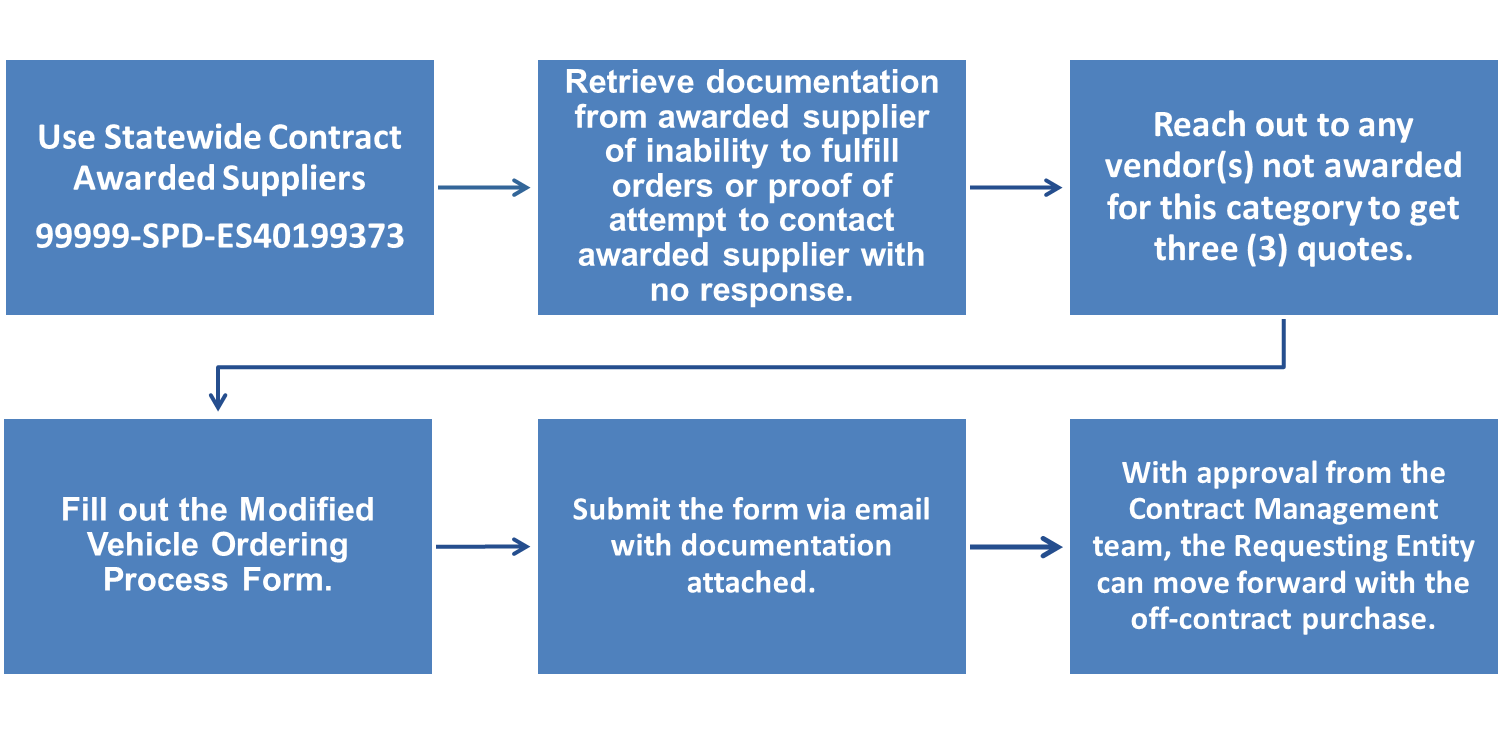 Use Statewide Contract
Awarded Suppliers
99999-SPD-ES40199373
Retrieve documentation
from awarded supplier
of inability to fulfill
orders or proof of
attempt to contact
awarded supplier with
no response.
Reach out to any
vendor(s) not awarded
for this category to get
three (3) quotes.
Fill out the Modified
Vehicle Ordering
Process Form.
Submit the form via email
with documentation
attached.
With approval from the
Contract Management
team, the Requesting Entity
can move forward with the
off-contract purchase.